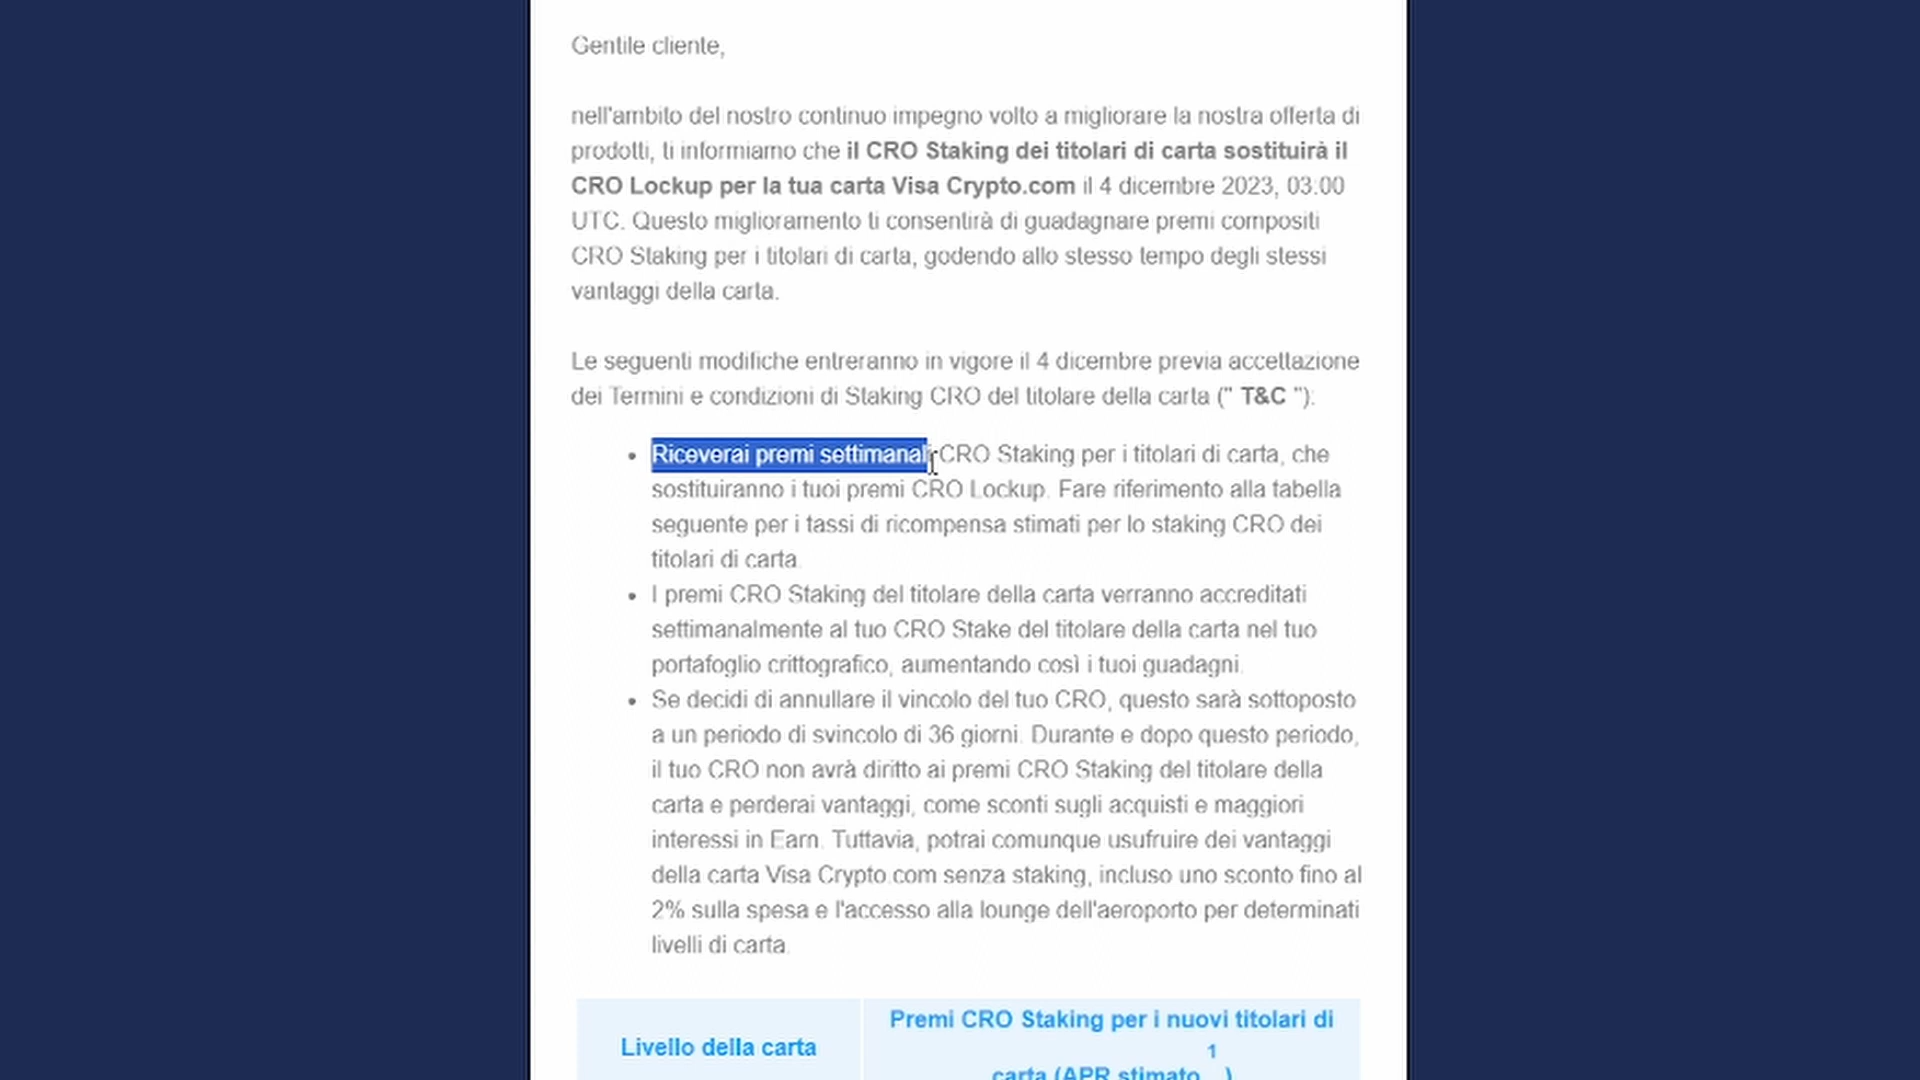 Gentile cliente,
nell'ambito del nostro continuo impegno volto a migliorare la nostra offerta di
prodotti, ti informiamo che il CRO Staking dei titolari di carta sostituirà il
CRO Lockup per la tua carta Visa Crypto.com il 4 dicembre 2023, 03:00
UTC. Questo miglioramento ti consentirà di guadagnare premi compositi
CRO Staking per i titolari di carta, godendo allo stesso tempo degli stessi
vantaggi della carta.
Le seguenti modifiche entreranno in vigore il 4 dicembre previa accettazione
dei Termini e condizioni di Staking CRO del titolare della carta (" T&C "):
• Riceverai premi settimanali CRO Staking per i titolari di carta, che
sostituiranno i tuoi premi CRO Lockup. Fare riferimento alla tabella
seguente per i tassi di ricompensa stimati per lo staking CRO dei
titolari di carta.
• I premi CRO Staking del titolare della carta verranno accreditati
settimanalmente al tuo CRO Stake del titolare della carta nel tuo
portafoglio crittografico, aumentando così i tuoi guadagni.
• Se decidi di annullare il vincolo del tuo CRO, questo sarà sottoposto
a un periodo di svincolo di 36 giorni. Durante e dopo questo periodo,
il tuo CRO non avrà diritto ai premi CRO Staking del titolare della
carta e perderai vantaggi, come sconti sugli acquisti e maggiori
interessi in Earn. Tuttavia, potrai comunque usufruire dei vantaggi
della carta Visa Crypto.com senza staking, incluso uno sconto fino al
2% sulla spesa e l'accesso alla lounge dell'aeroporto per determinati
livelli di carta.
Livello della carta
Premi CRO Staking per i nuovi titolari di
carta (APR stimato 1 )